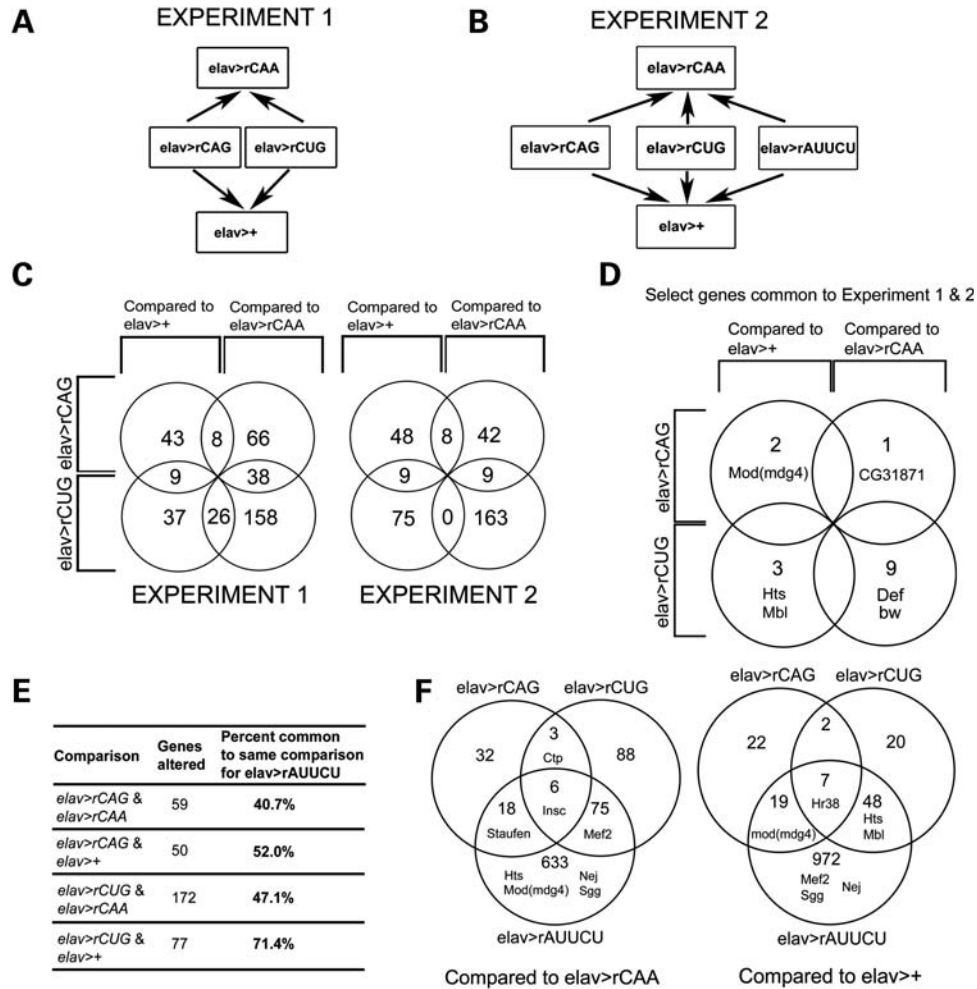 A
EXPERIMENT 1
elav>rCAA
elav>rCAG
elav>rCUG
elav>+
B
EXPERIMENT 2
elav>rCAA
elav>rCAG
elav>rCUG
elav>rAUUCU
elav>+
C
Compared to
elav>+
Compared to
elav>rCAA
Compared to
elav>+
Compared to
elav>rCAA
elav>rCAG
elav>rCUG
43 8 66
9 38
37 26 158
48 8 42
9 9
75 0 163
EXPERIMENT 1
EXPERIMENT 2
D
Select genes common to Experiment 1 & 2
Compared to
elav>+
Compared to
elav>rCAA
elav>rCAG
elav>rCUG
2
Mod(mdg4)
1
CG31871
3
Hts
Mbl
9
Def
bw
E
Comparison
Genes
altered
Percent common
to same comparison
for elav>rAUUCU
elav>rCAG &
elav>rCAA
59
40.7%
elav>rCAG &
elav>+
50
52.0%
elav>rCUG &
elav>rCAA
172
47.1%
elav>rCUG &
elav>+
77
71.4%
F
elav>rCAG
elav>rCUG
32
3
Ctp
88
6
Insc
18
Staufen
75
Mef2
633
Hts
Mod(mdg4)
Nej
Sgg
elav>rAUUCU
Compared to elav>rCAA
elav>rCAG
elav>rCUG
22
2
20
7
Hr38
19
mod(mdg4)
48
Hts
Mbl
972
Mef2
Sgg
Nej
elav>rAUUCU
Compared to elav>+